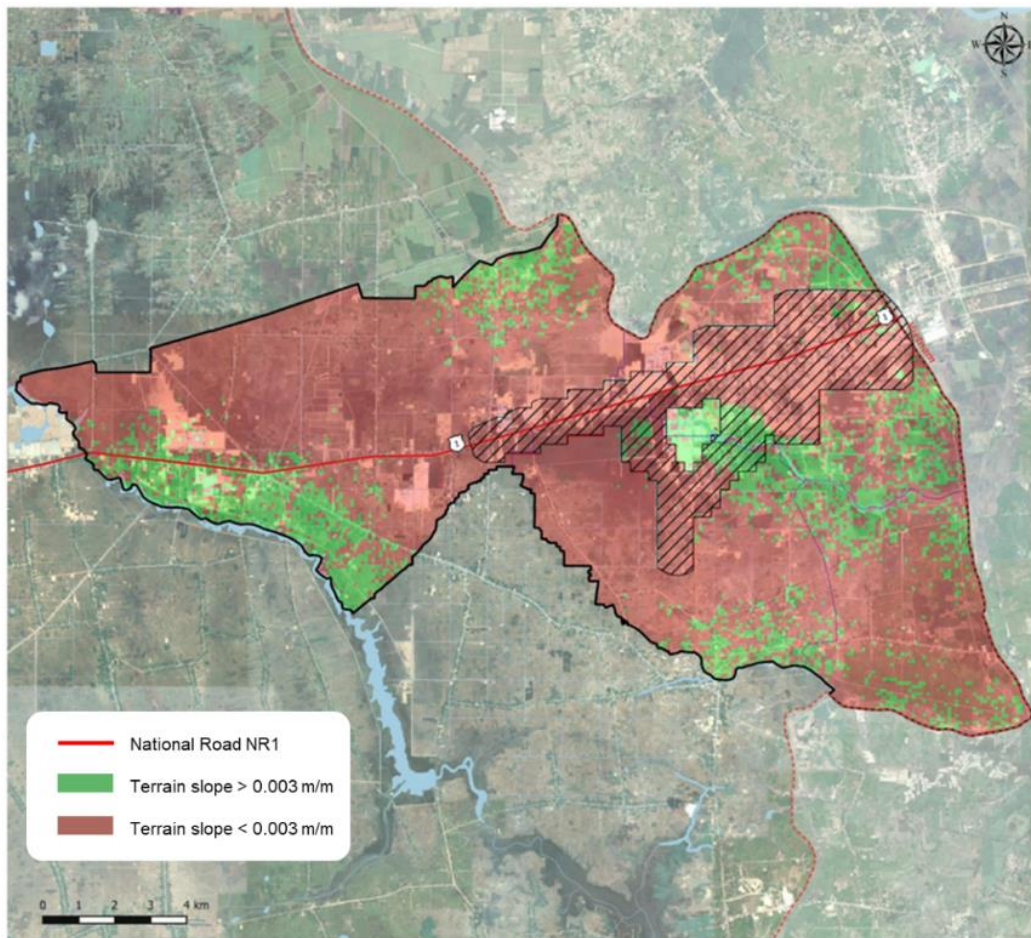 N
W
S
1
1
National Road NR1
Terrain slope > 0.003 m/m
Terrain slope < 0.003 m/m
0 1 2 3 4 km